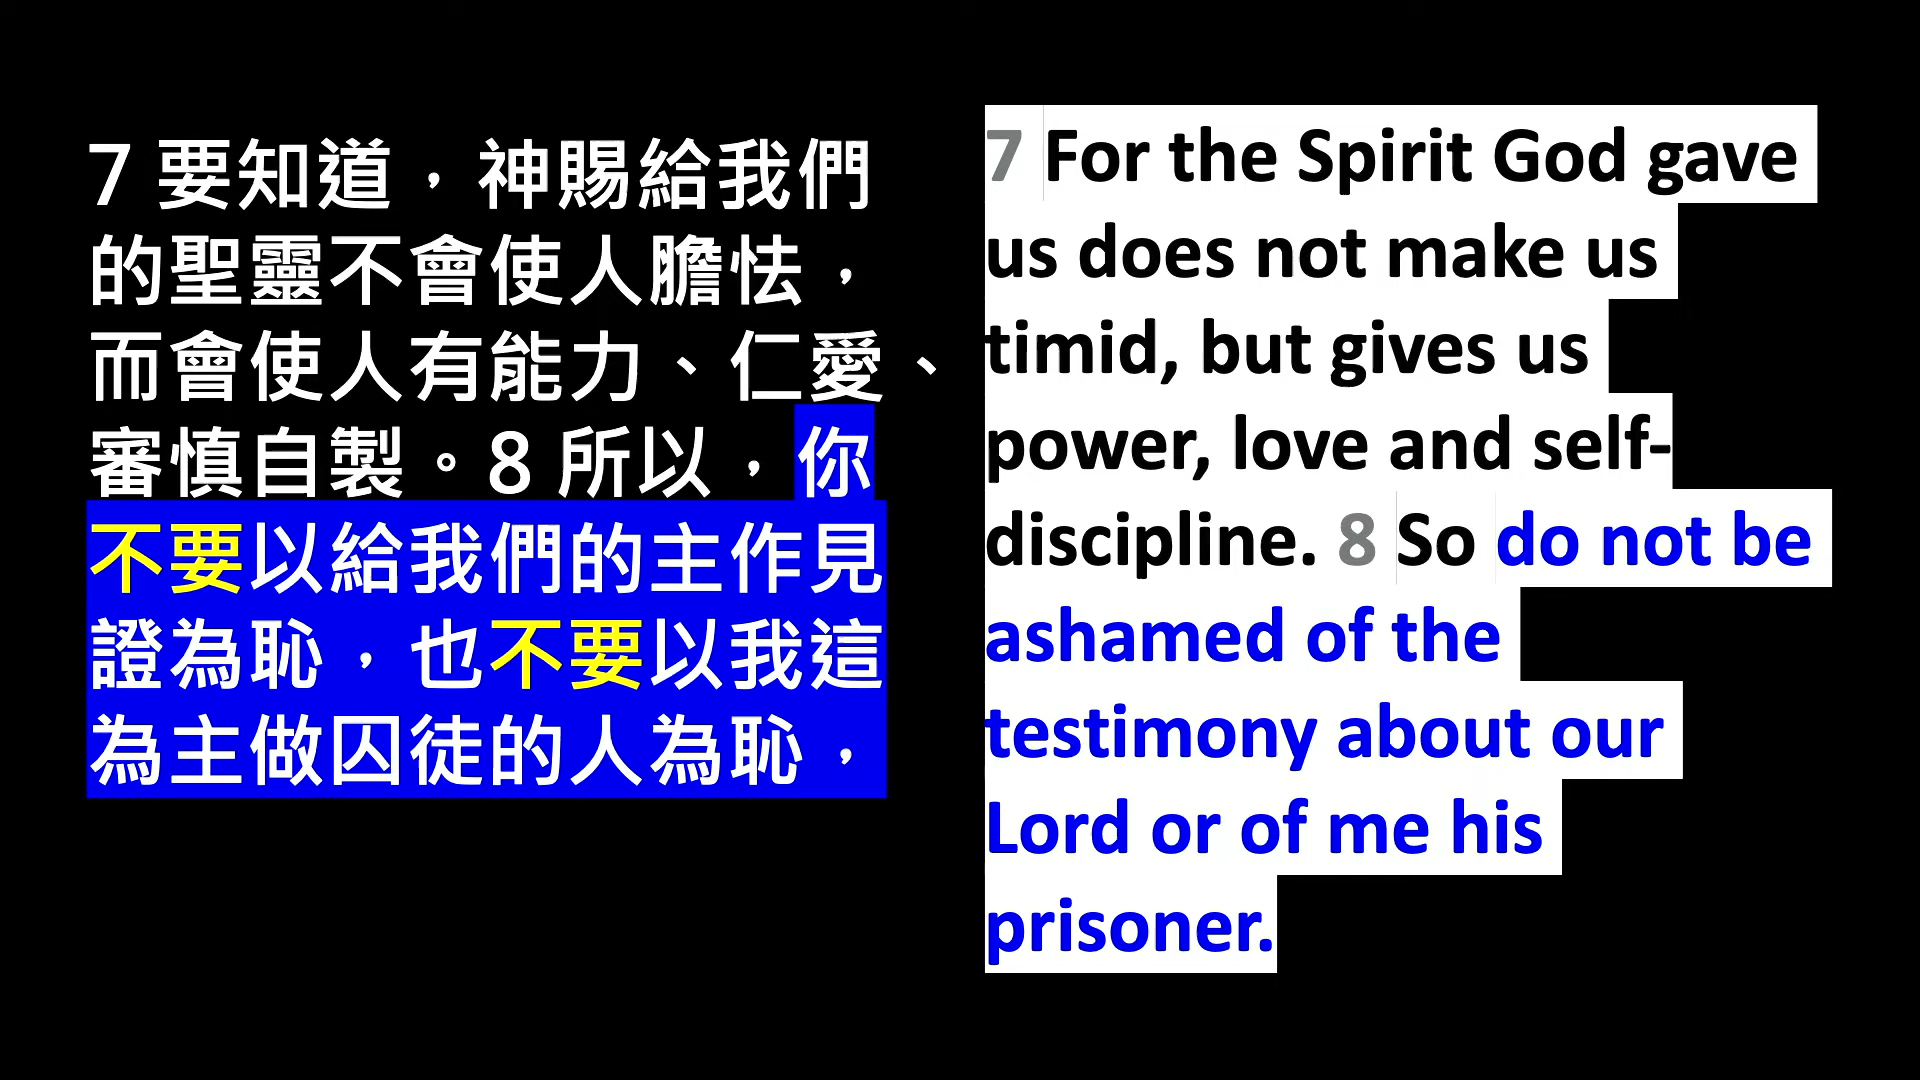 7 要知道，神賜給我們
的聖靈不會使人膽怯，
而會使人有能力、仁愛、
審慎自製。8 所以，你
不要以給我們的主作見
證為恥，也不要以我這
為主做囚徒的人為恥，
7 For the Spirit God gave
us does not make us
timid, but gives us
power, love and self-
discipline. 8 So do not be
ashamed of the
testimony about our
Lord or of me his
prisoner.